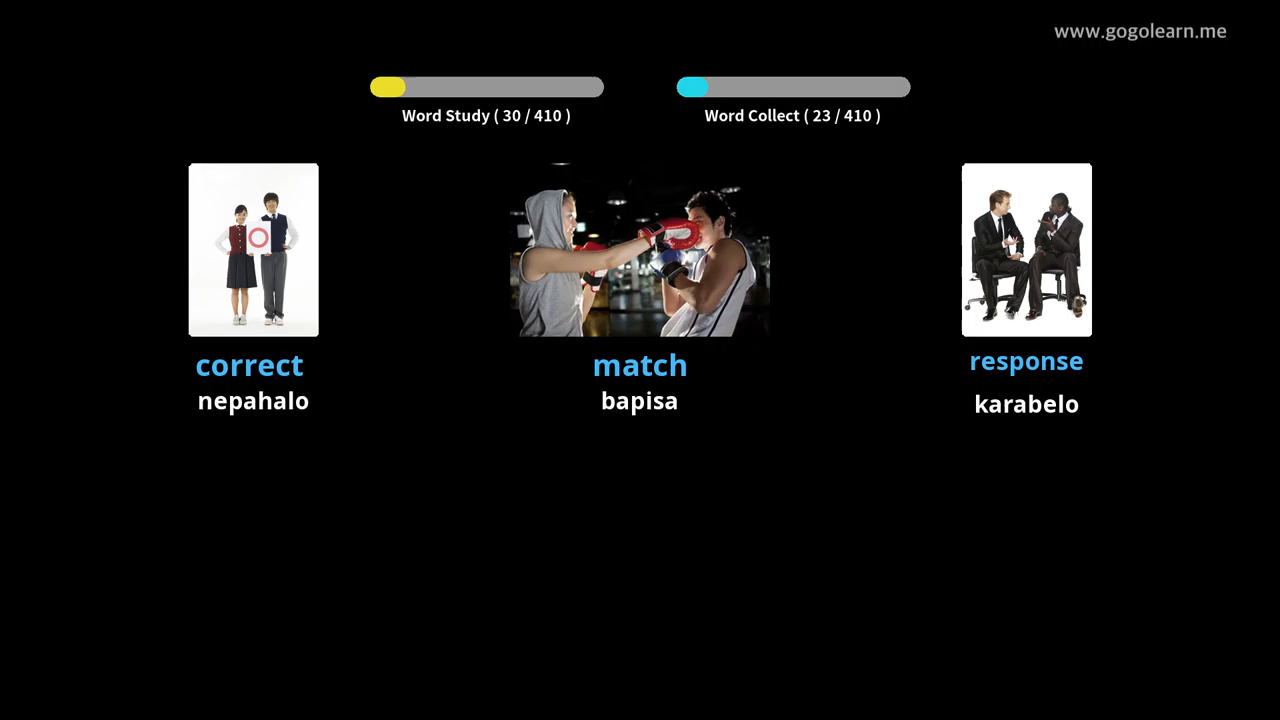 www.gogolearn.me
Word Study ( 30 / 410 )
Word Collect ( 23 / 410 )
correct
nepahalo
match
bapisa
response
karabelo